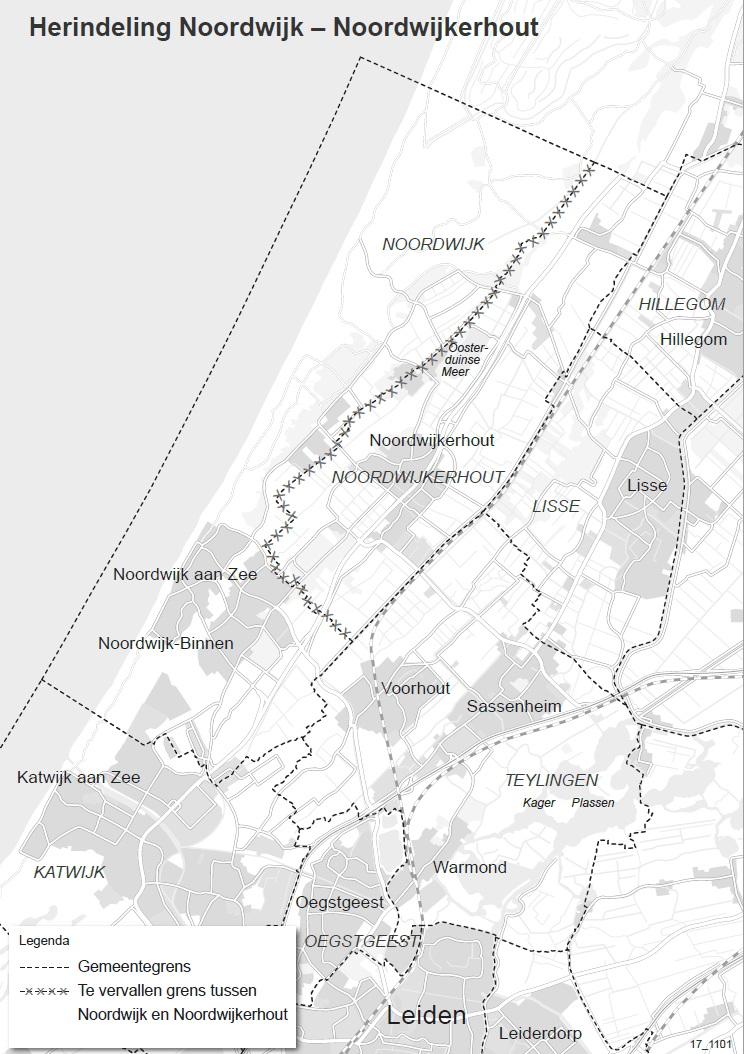 Herindeling Noordwijk – Noordwijkerhout
NOORDWIJK
HILLEGOM
Hillegom
Ooster-
duinse
Meer
Noordwijkerhout
NOORDWIJKERHOUT
Lisse
LISSE
Noordwijk aan Zee
Noordwijk-Binnen
Voorhout
Sassenheim
Katwijk aan Zee
TEYLINGEN
Kager Plassen
KATWIJK
Warmond
Oegstgeest
OEGSTGEEST
Leiden
Leiderdorp
Legenda
Gemeentegrens
Te vervallen grens tussen
Noordwijk en Noordwijkerhout
17_1101